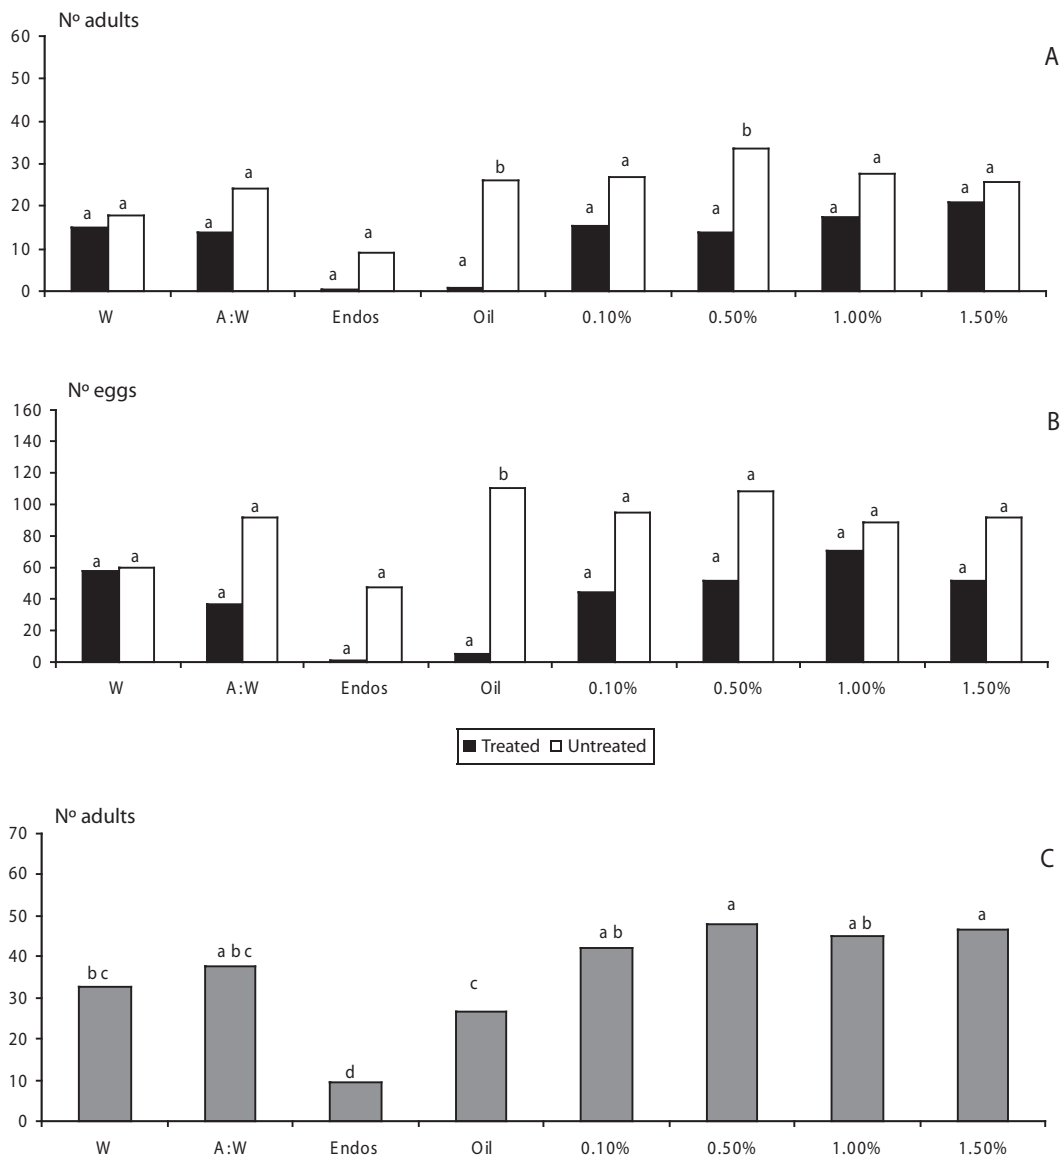 Nº adults
A
60
50
40
30
20
10
0
a a a a a a a b a a a b a a a a
W A:W Endos Oil 0.10% 0.50% 1.00% 1.50%
Nº eggs
B
160
140
120
100
80
60
40
20
0
a a a a a a a b a a a a a a a a
W A:W Endos Oil 0.10% 0.50% 1.00% 1.50%
Treated Untreated
Nº adults
C
70
60
50
40
30
20
10
0
b c a b c d c a b a a b a
W A:W Endos Oil 0.10% 0.50% 1.00% 1.50%